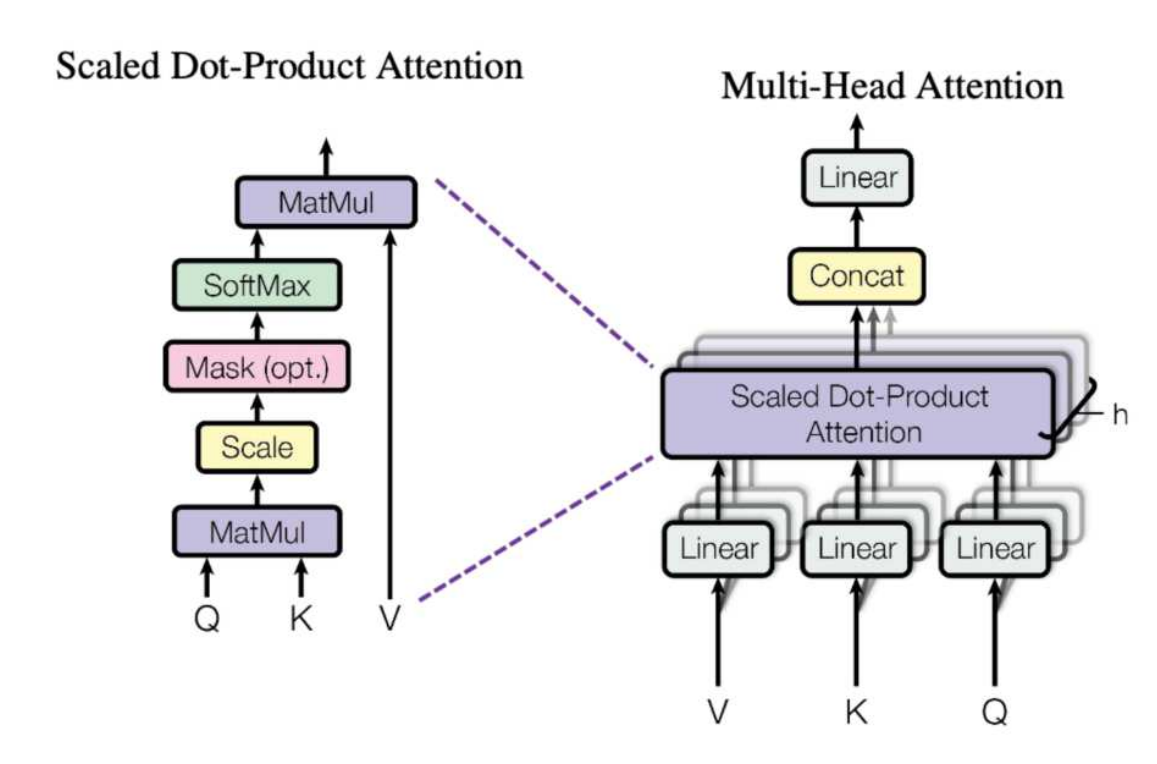 Scaled Dot-Product Attention
MatMul
SoftMax
Mask (opt.)
Scale
MatMul
Q K V
Multi-Head Attention
Linear
Concat
Scaled Dot-Product
Attention
h
Linear Linear Linear
V K Q